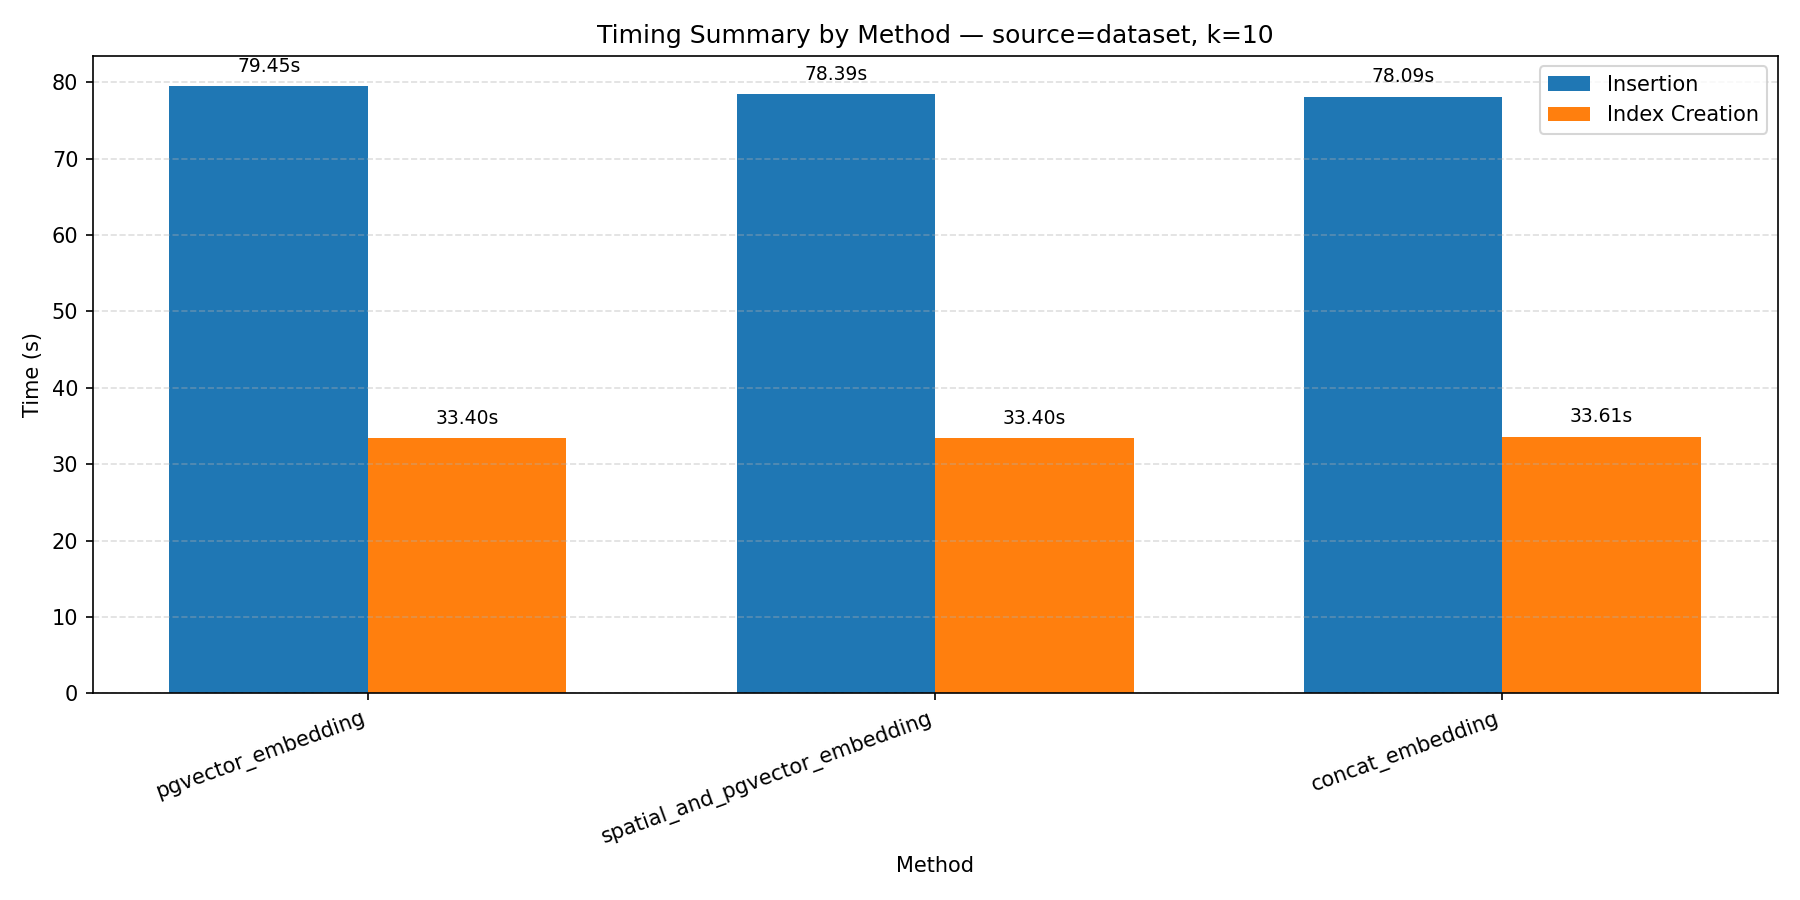 Timing Summary by Method — source=dataset, k=10
79.45s
78.39s
78.09s
33.40s
33.40s
33.61s
Insertion
Index Creation
Time (s)
80
70
60
50
40
30
20
10
0
pgvector_embedding
spatial_and_pgvector_embedding
concat_embedding
Method